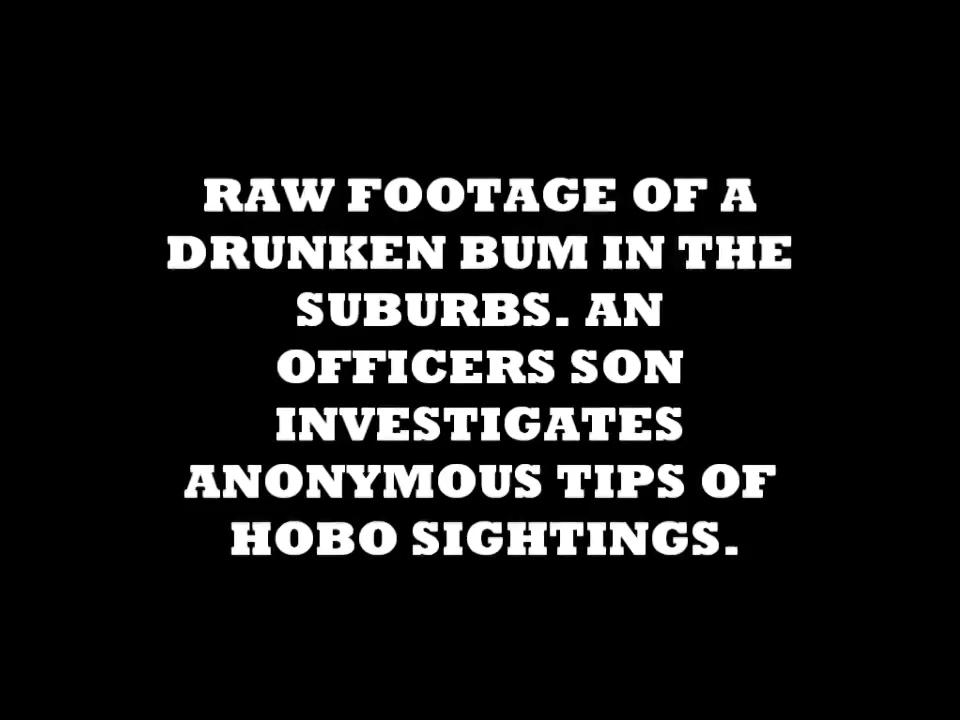 RAW FOOTAGE OF A
DRUNKEN BUM IN THE
SUBURBS. AN
OFFICERS SON
INVESTIGATES
ANONYMOUS TIPS OF
HOBO SIGHTINGS.